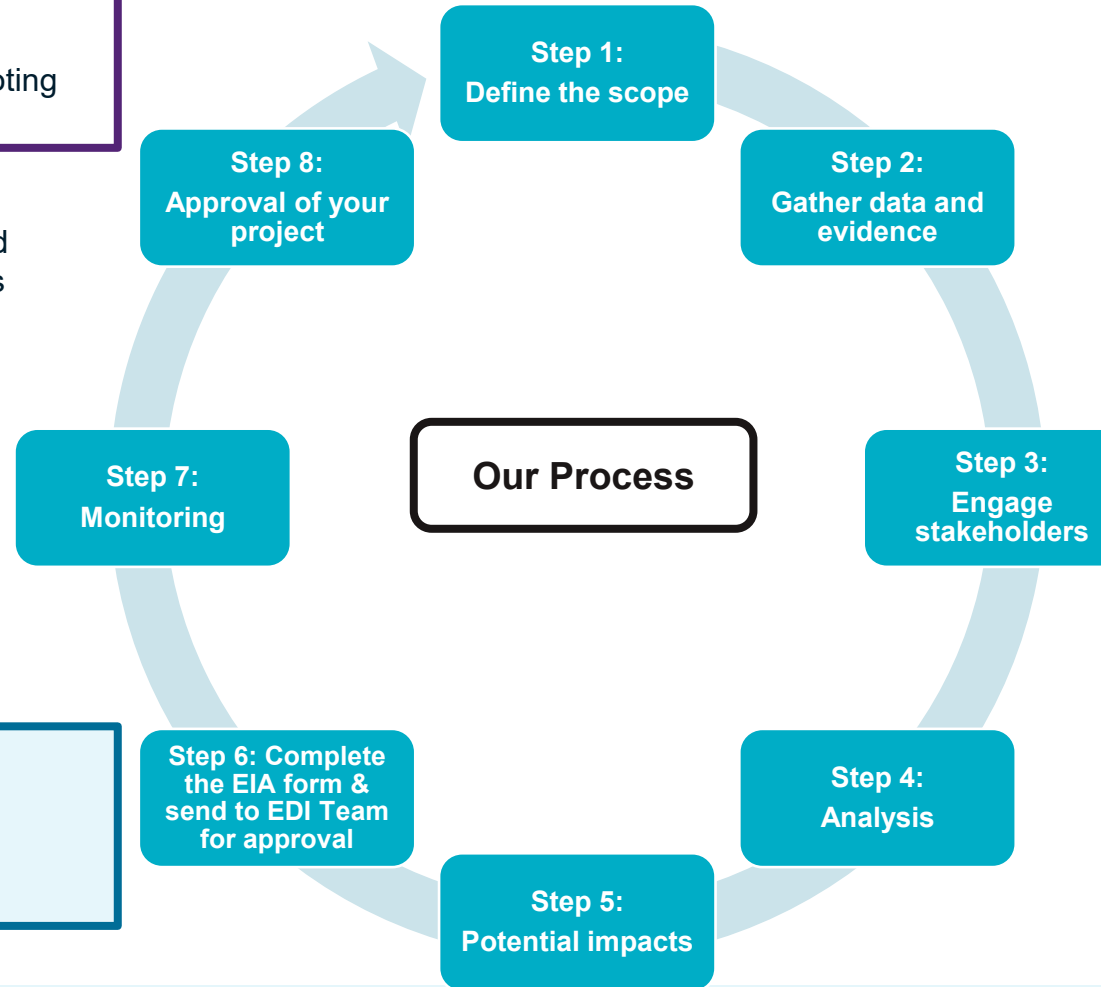 oting
d
s
Step 1:
Define the scope
Step 2:
Gather data and
evidence
Step 3:
Engage
stakeholders
Step 4:
Analysis
Step 5:
Potential impacts
Step 6: Complete
the EIA form &
send to EDI Team
for approval
Step 7:
Monitoring
Step 8:
Approval of your
project
Our Process